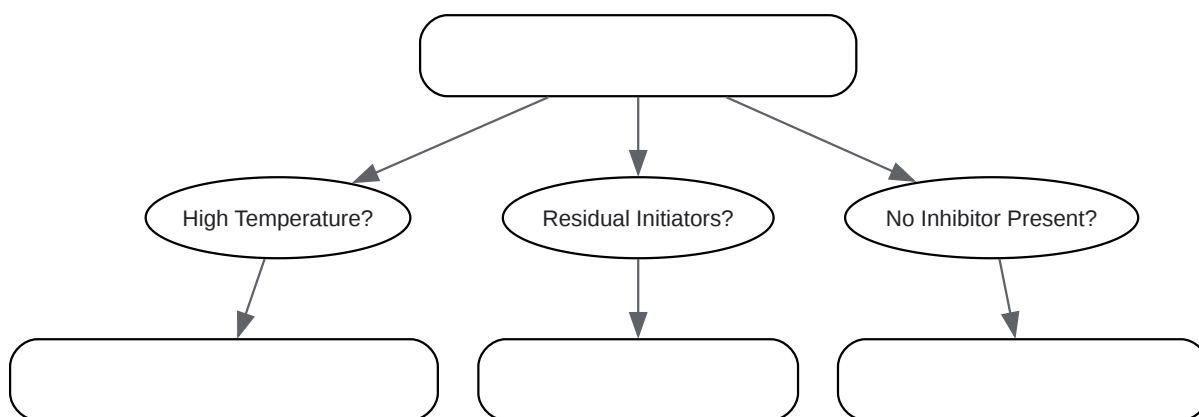 High Temperature?
Residual Initiators?
No Inhibitor Present?